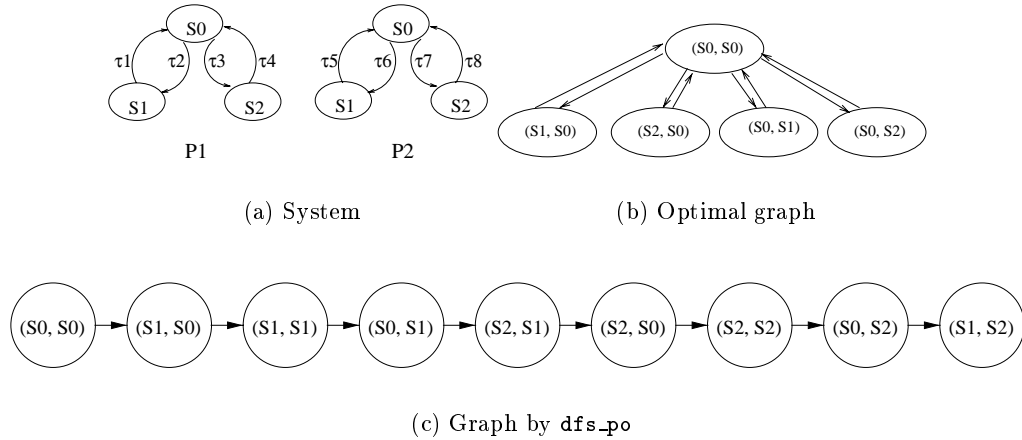 S0 S0
τ1 τ2 τ3 τ4 τ5 τ6 τ7 τ8
S1 S2 S1 S2
P1 P2
(S0, S0)
(S1, S0) (S2, S0) (S0, S1) (S0, S2)
(a) System (b) Optimal graph
(S0, S0) (S1, S0) (S1, S1) (S0, S1) (S2, S1) (S2, S0) (S2, S2) (S0, S2) (S1, S2)
(c) Graph by dfs_po